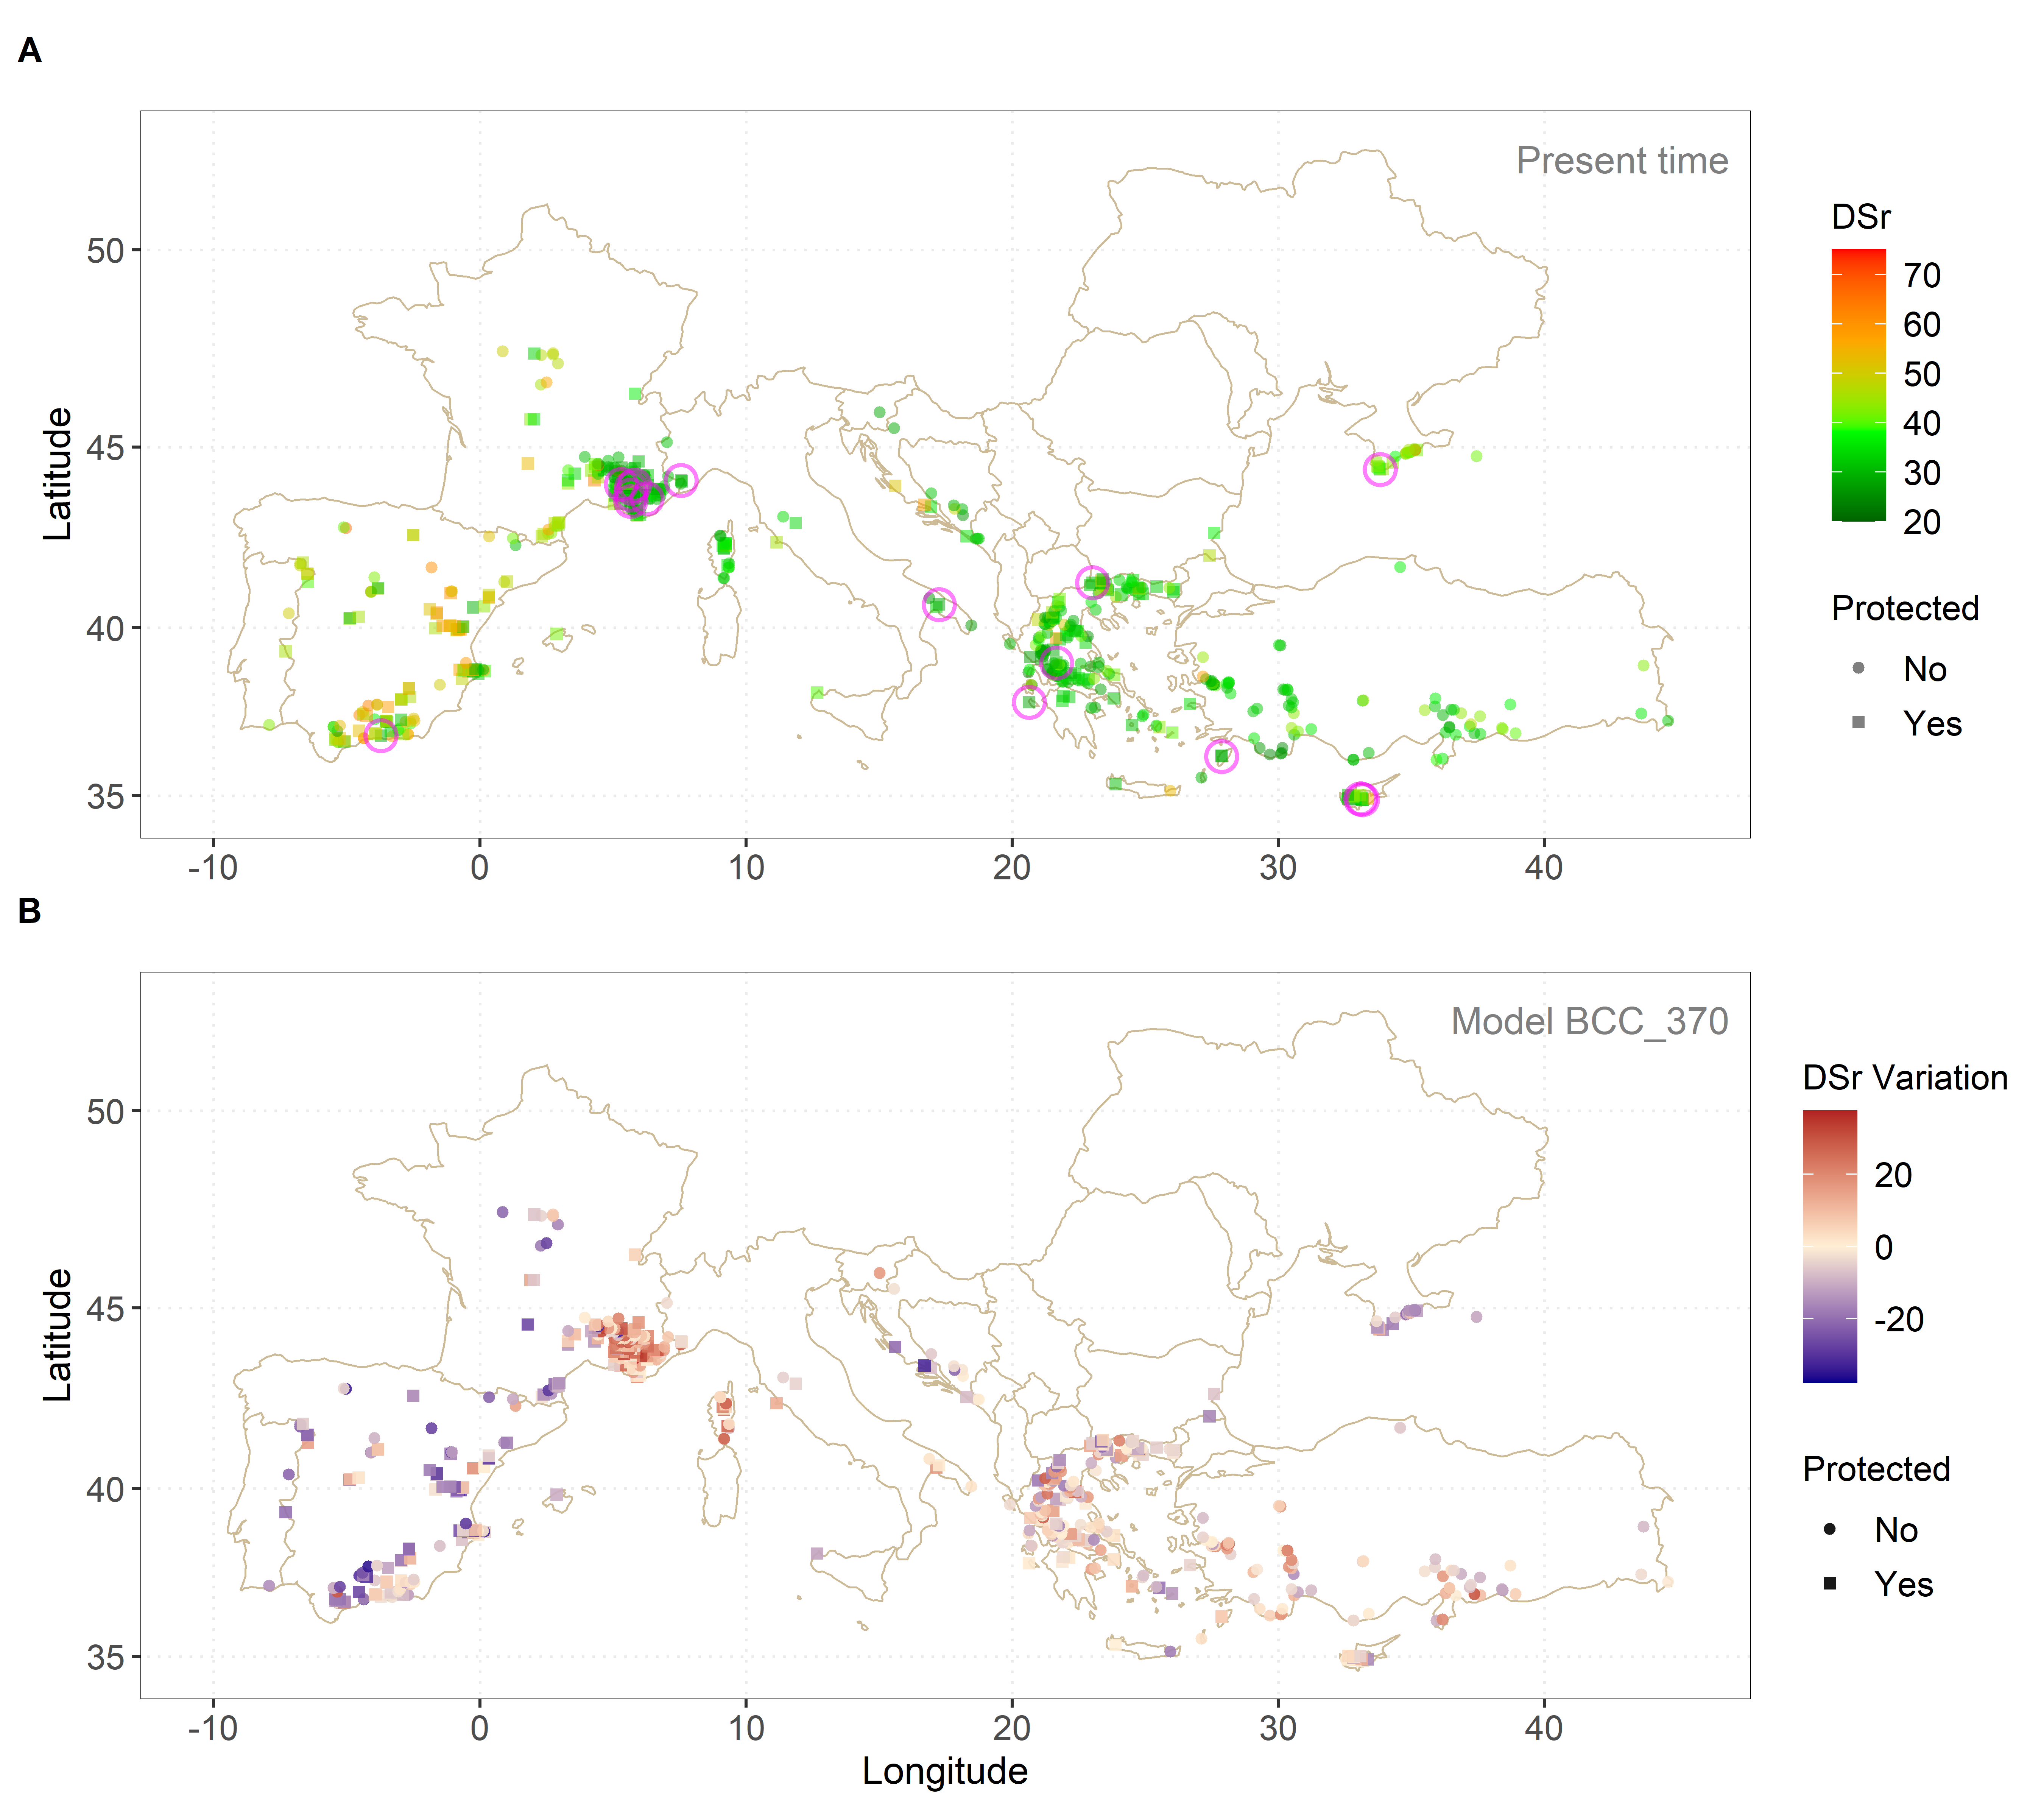 A
Present time
DSr
70
60
50
40
30
20
Protected
No
Yes
Latitude
50
45
40
35
-10 0 10 20 30 40
B
Model BCC_370
DSr Variation
20
0
-20
Protected
No
Yes
Latitude
50
45
40
35
-10 0 10 20 30 40
Longitude